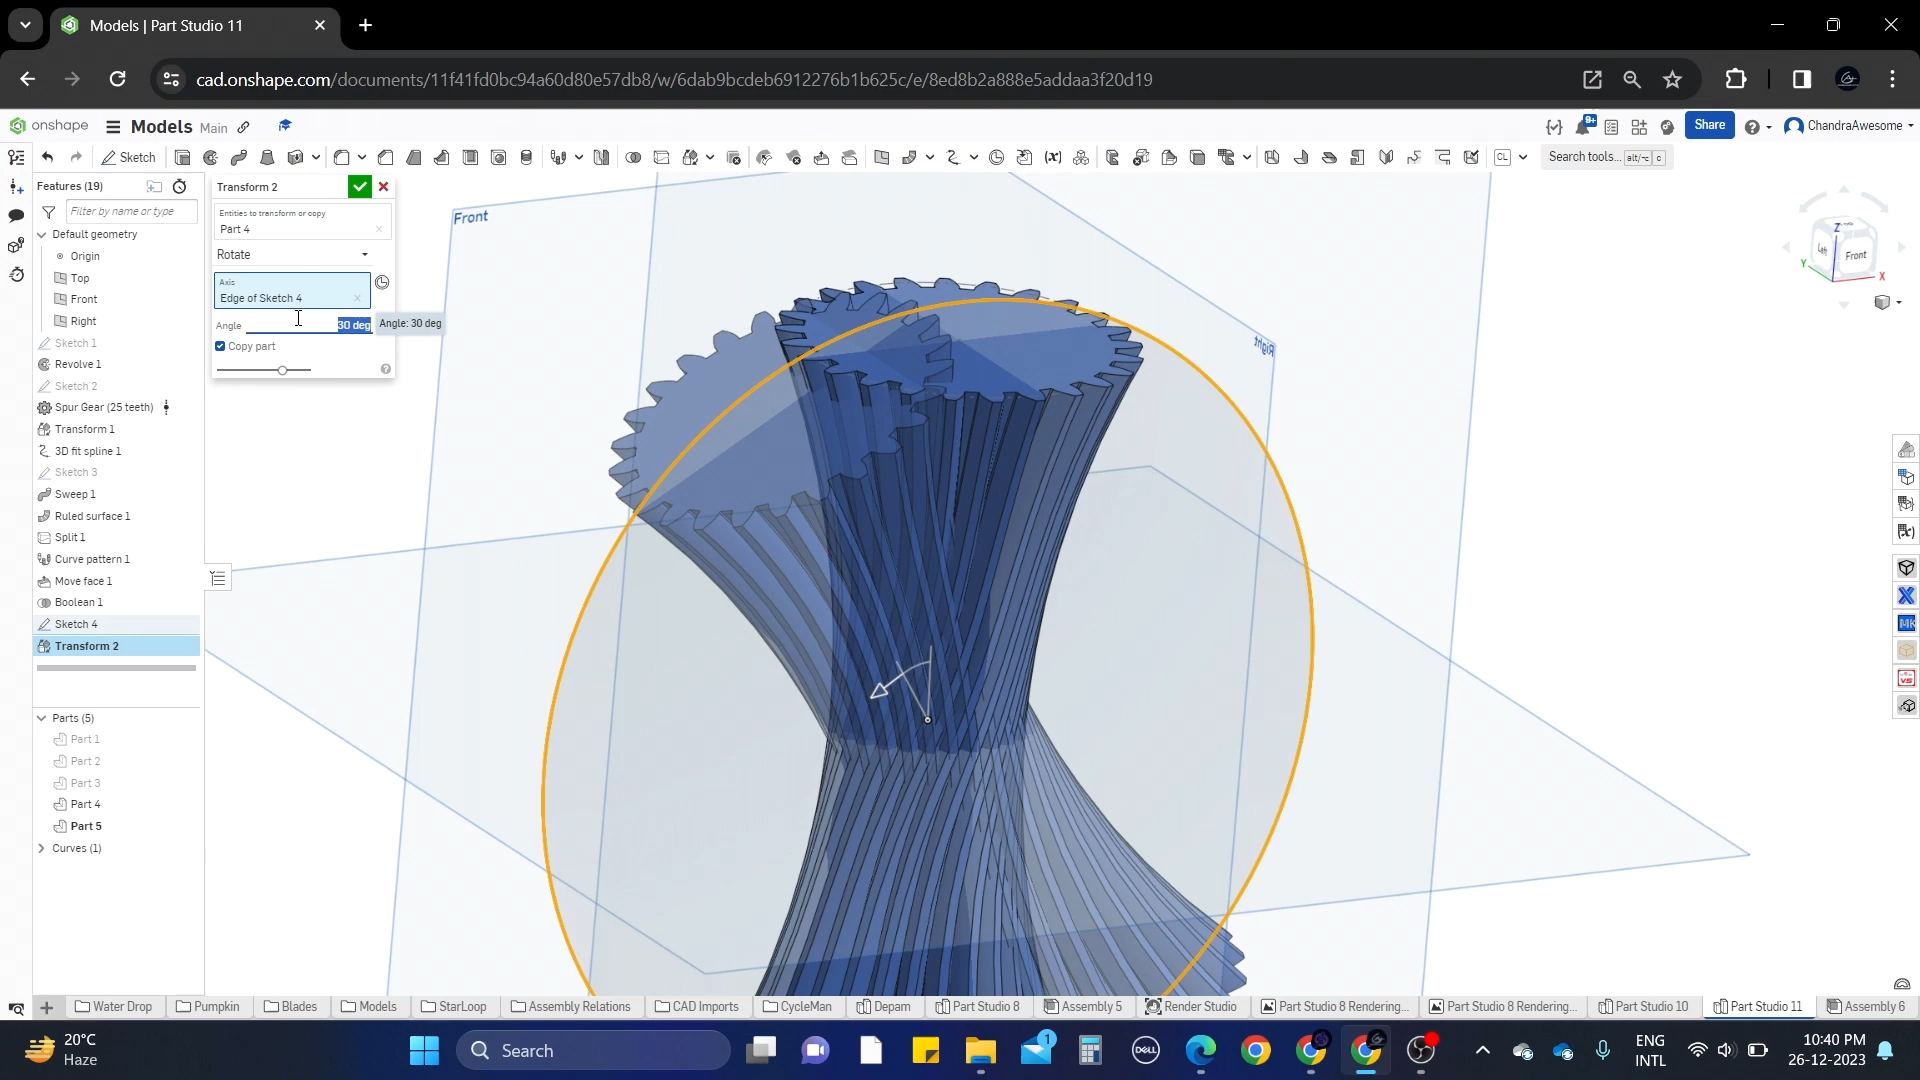 Models | Part Studio 11
cad.onshape.com/documents/11f41fd0bc94a60d80e57db8/w/6dab9bcdeb6912276b1b625c/e/8ed8b2a888e5addaa3f20d19
onshape Models Main 9+ Share ChandraAwesome
Sketch CL Search tools... alt/⌥ c
Features (19)
Filter by name or type
Default geometry
Origin
Top
Front
Right
Sketch 1
Revolve 1
Sketch 2
Spur Gear (25 teeth)
Transform 1
3D fit spline 1
Sketch 3
Sweep 1
Ruled surface 1
Split 1
Curve pattern 1
Move face 1
Boolean 1
Sketch 4
Transform 2
Parts (5)
Part 1
Part 2
Part 3
Part 4
Part 5
Curves (1)
Transform 2
Entities to transform or copy
Part 4
Rotate
Axis
Edge of Sketch 4
Angle 30 deg
Angle: 30 deg
Copy part
Front
Right
Z
Left Front
Y X
MK
VS
Water Drop Pumpkin Blades Models StarLoop Assembly Relations CAD Imports CycleMan Depam Part Studio 8 Assembly 5 Render Studio Part Studio 8 Rendering... Part Studio 8 Rendering... Part Studio 10 Part Studio 11 Assembly 6
20°C
Haze
Search
1
DELL
ENG
INTL
10:40 PM
26-12-2023